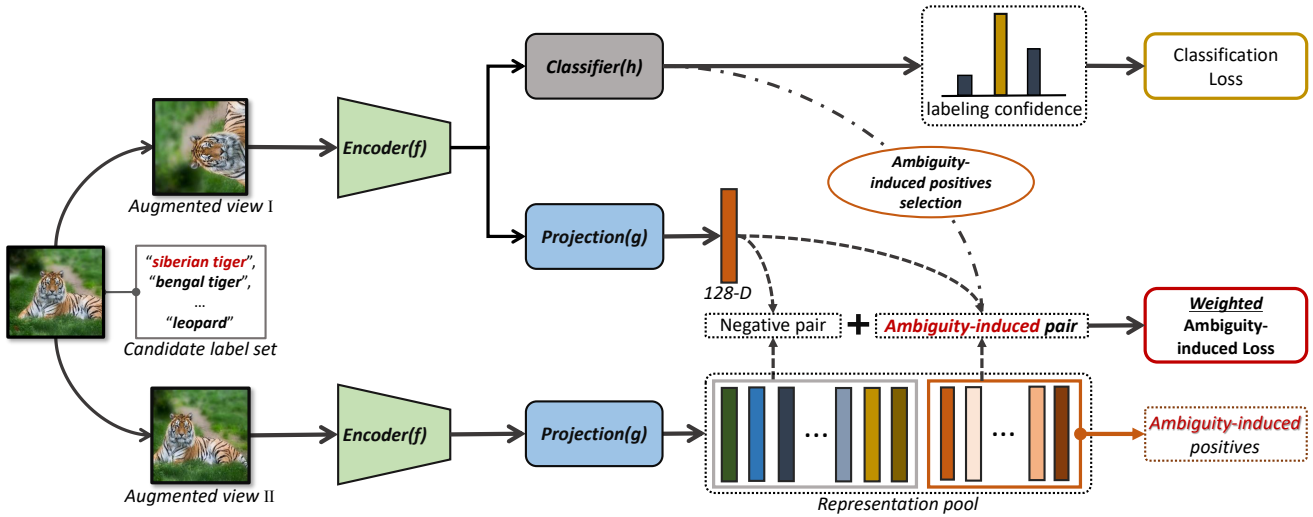 Classifier(h)
labeling confidence
Classification
Loss
Encoder(f)
Augmented view I
Ambiguity-
induced positives
selection
Projection(g)
128-D
"siberian tiger",
"bengal tiger",
...
"leopard"
Candidate label set
Negative pair
+
Ambiguity-induced pair
Weighted
Ambiguity-
induced Loss
Encoder(f)
Projection(g)
...
...
Ambiguity-induced
positives
Augmented view II
Representation pool